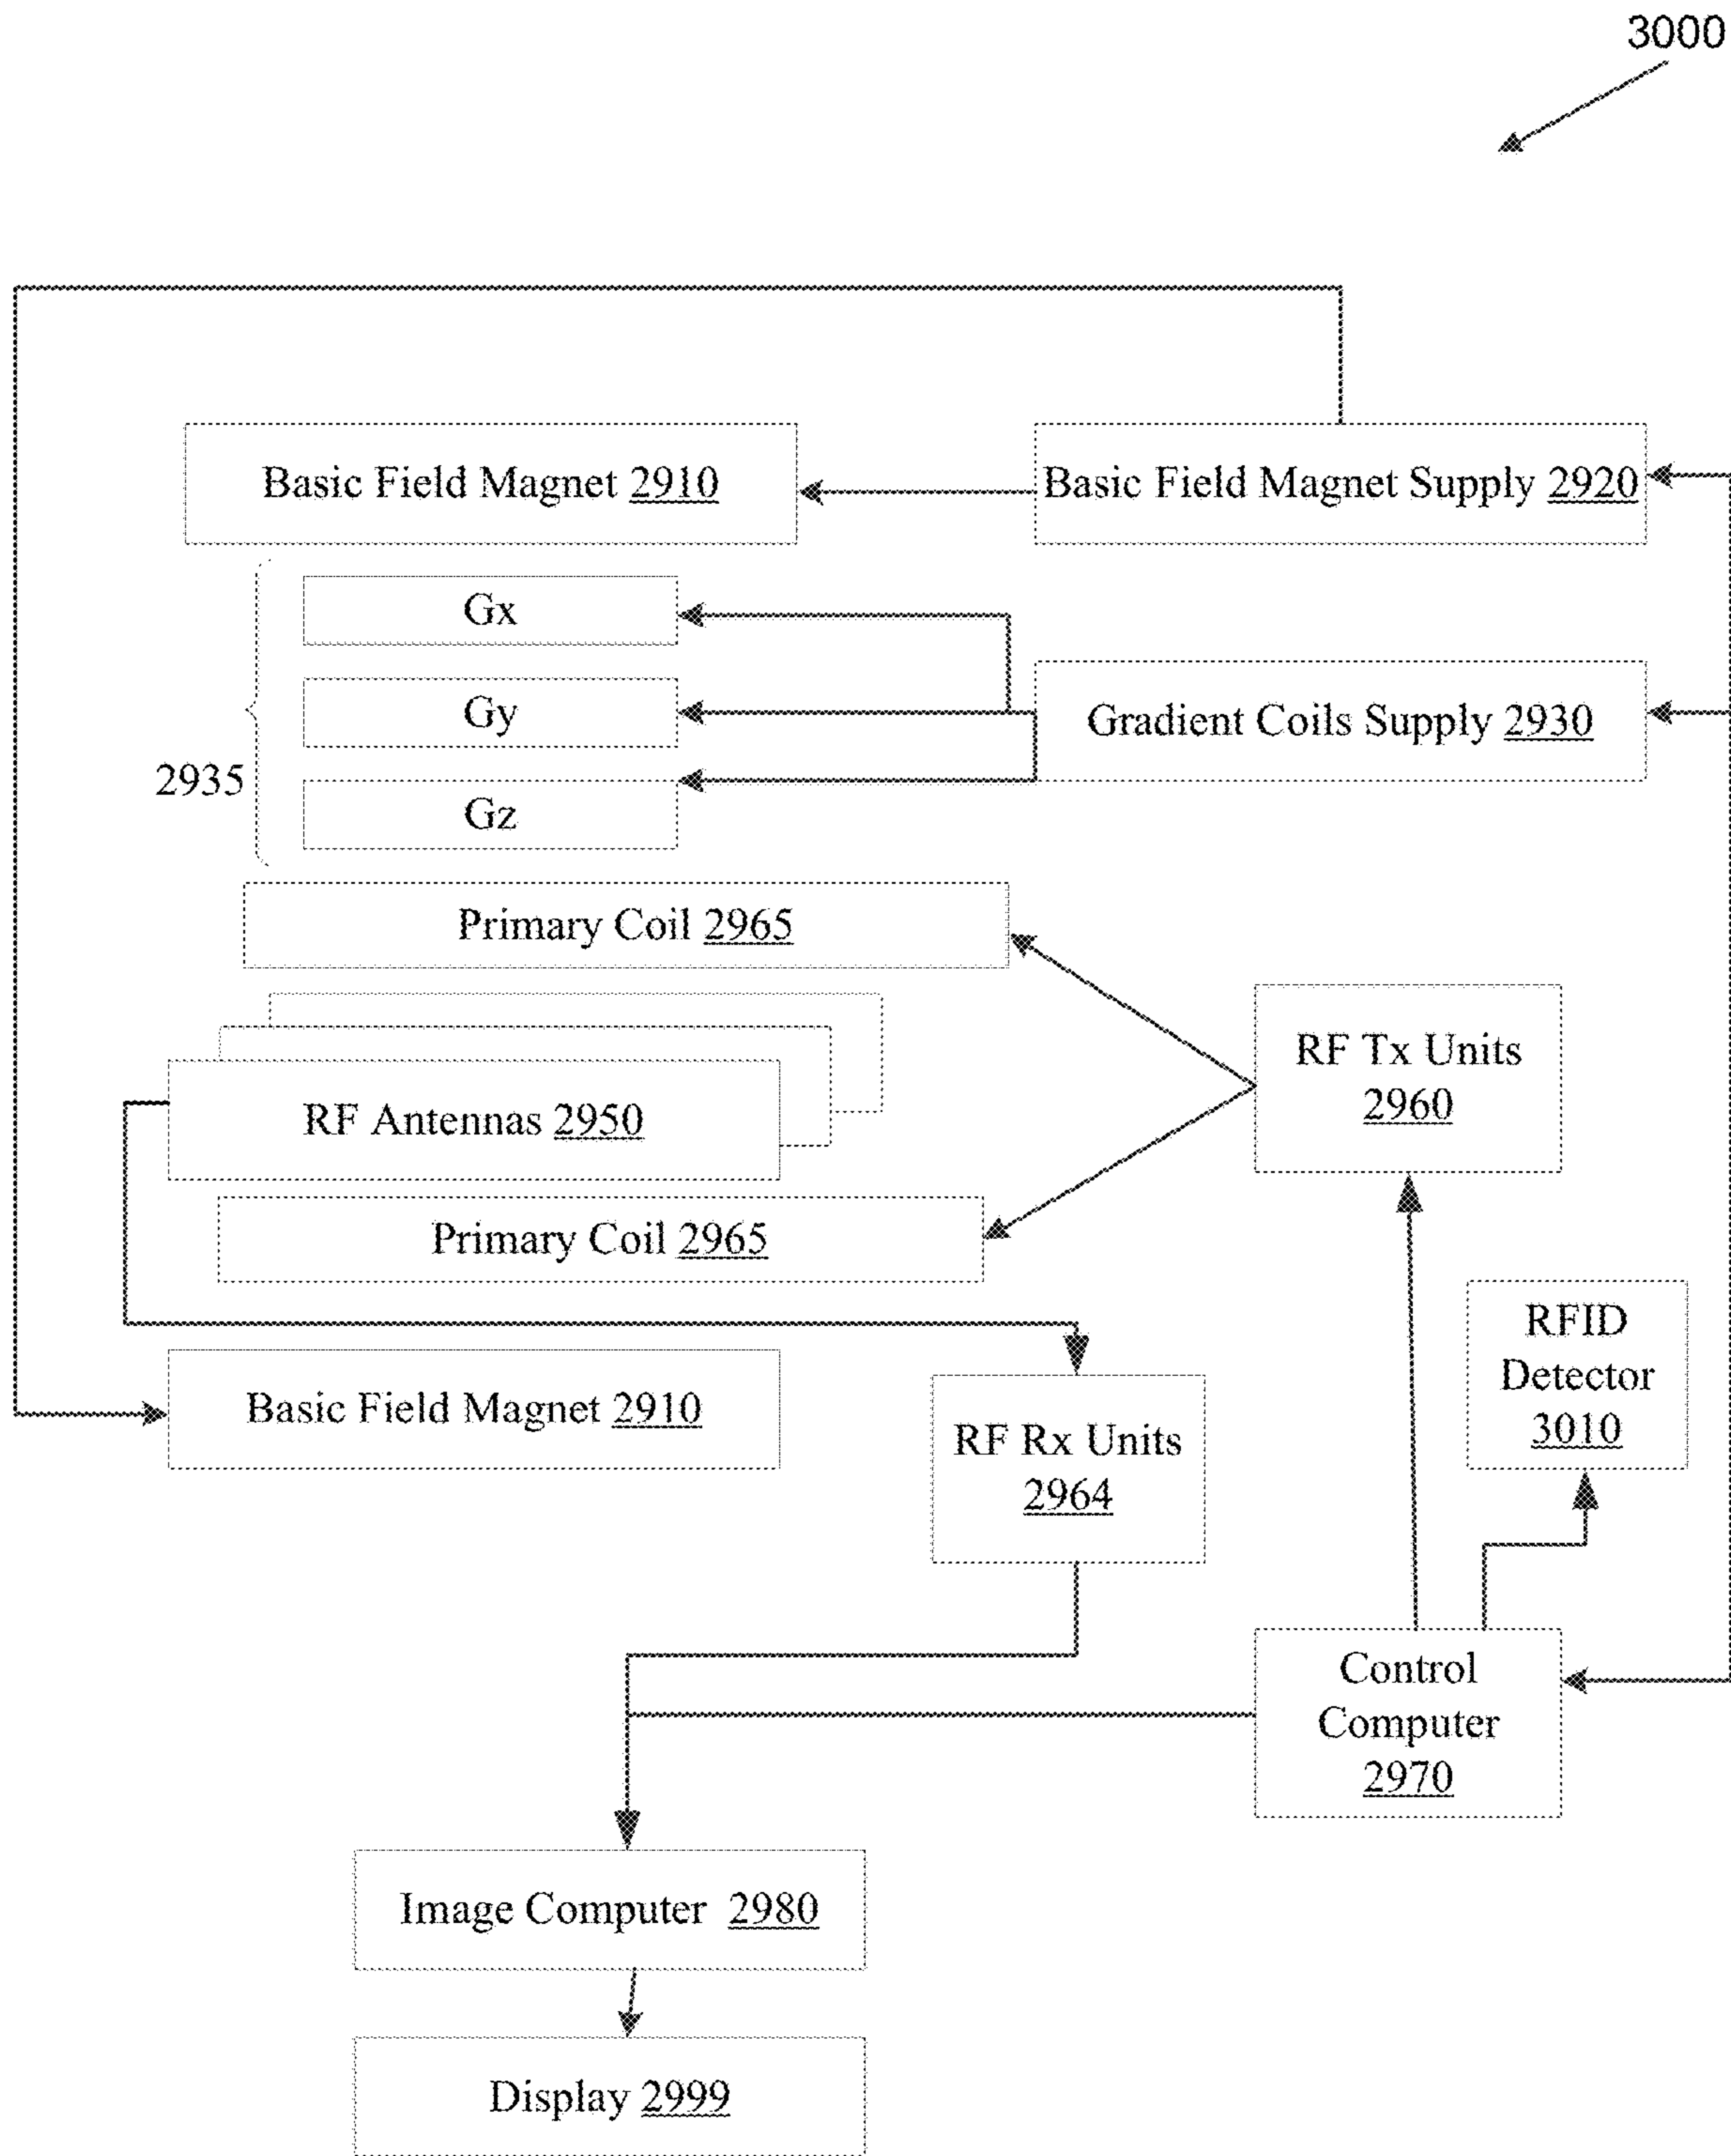 3000
Basic Field Magnet 2910
Basic Field Magnet Supply 2920
Gx
Gy
Gradient Coils Supply 2930
2935
Gz
Primary Coil 2965
RF Tx Units
2960
RF Antennas 2950
Primary Coil 2965
RFID
Detector
3010
Basic Field Magnet 2910
RF Rx Units
2964
Control
Computer
2970
Image Computer 2980
Display 2999